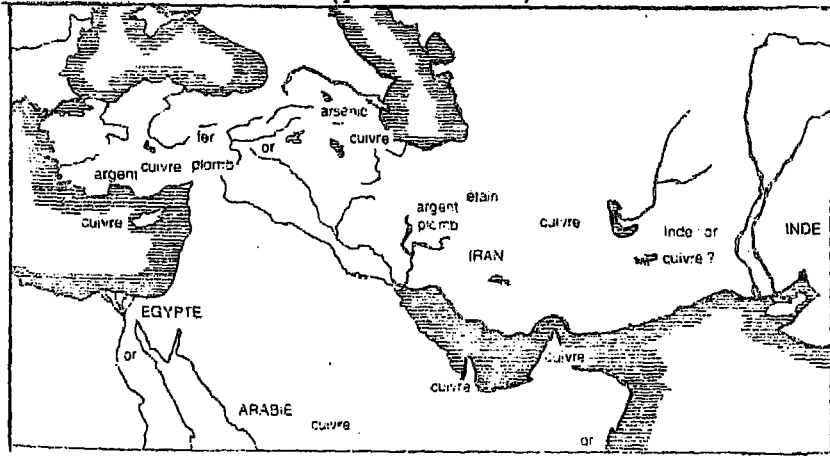 arsenic
fer
or
cuivre
argent
cuivre
plomb
cuivre
argent
plomb
étain
cuivre
Inde : or
cuivre ?
INDE
IRAN
EGYPTE
or
cuivre
cuivre
ARABIE
cuivre
or